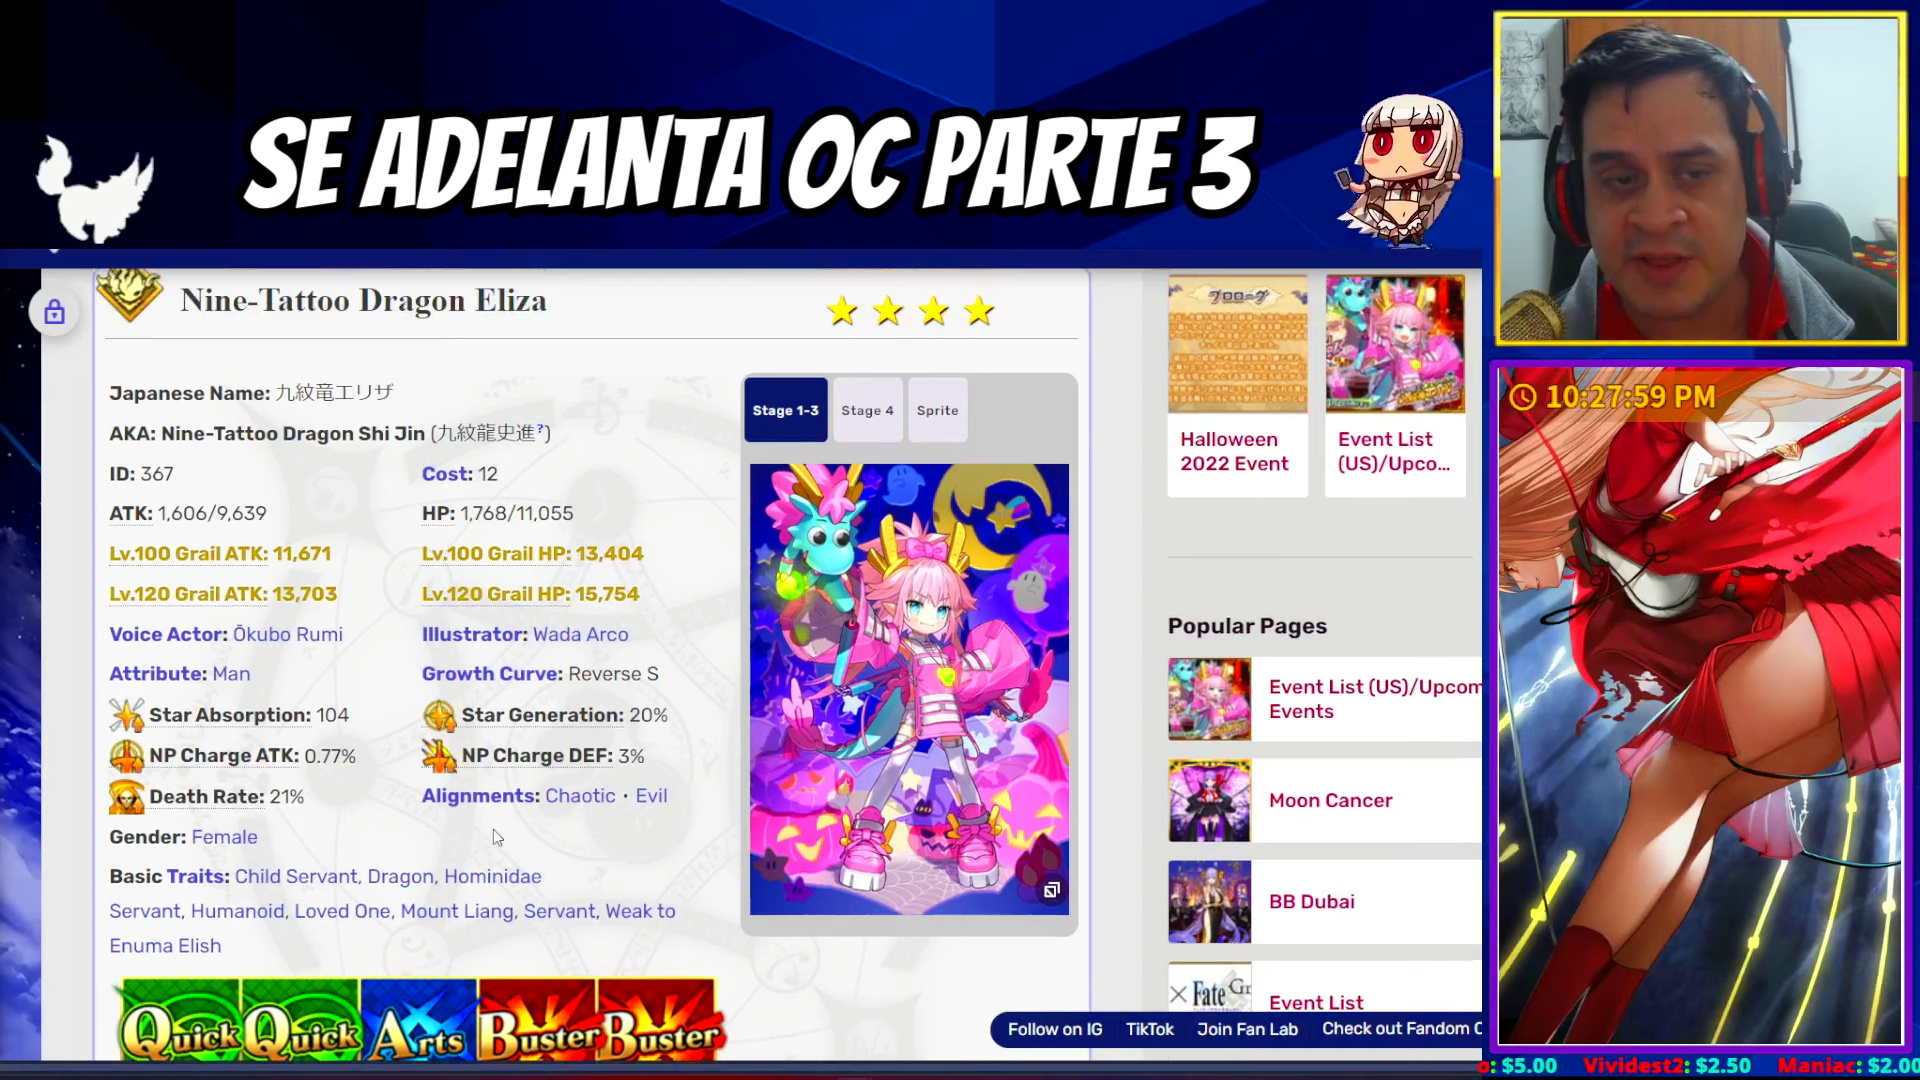 SE ADELANTA OC PARTE 3
Nine-Tattoo Dragon Eliza
Japanese Name: 九紋竜エリザ
AKA: Nine-Tattoo Dragon Shi Jin (九紋龍史進?)
ID: 367
Cost: 12
ATK: 1,606/9,639
HP: 1,768/11,055
Lv.100 Grail ATK: 11,671
Lv.100 Grail HP: 13,404
Lv.120 Grail ATK: 13,703
Lv.120 Grail HP: 15,754
Voice Actor: Ōkubo Rumi
Illustrator: Wada Arco
Attribute: Man
Growth Curve: Reverse S
Star Absorption: 104
Star Generation: 20%
NP Charge ATK: 0.77%
NP Charge DEF: 3%
Death Rate: 21%
Alignments: Chaotic・Evil
Gender: Female
Basic Traits: Child Servant, Dragon, Hominidae
Servant, Humanoid, Loved One, Mount Liang, Servant, Weak to
Enuma Elish
Quick Quick Arts Buster Buster
Stage 1-3
Stage 4
Sprite
プロローグ
Halloween
2022 Event
Event List
(US)/Upco...
Popular Pages
Event List (US)/Upcom
Events
Moon Cancer
BB Dubai
Fate Gr
Event List
Follow on IG
TikTok
Join Fan Lab
Check out Fandom
10:27:59 PM
o: $5.00 Vividest2: $2.50 Maniac: $2.00